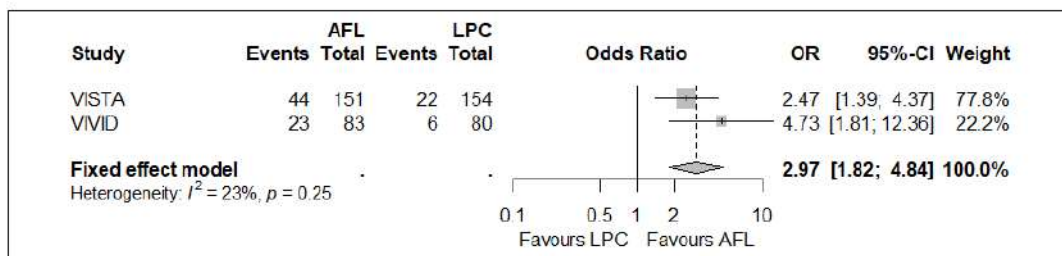 AFL LPC
Study Events Total Events Total Odds Ratio OR 95%-CI Weight
VISTA 44 151 22 154 2.47 [1.39; 4.37] 77.8%
VIVID 23 83 6 80 4.73 [1.81; 12.36] 22.2%
Fixed effect model . . 2.97 [1.82; 4.84] 100.0%
Heterogeneity: I² = 23%, p = 0.25
0.1 0.5 1 2 10
Favours LPC Favours AFL